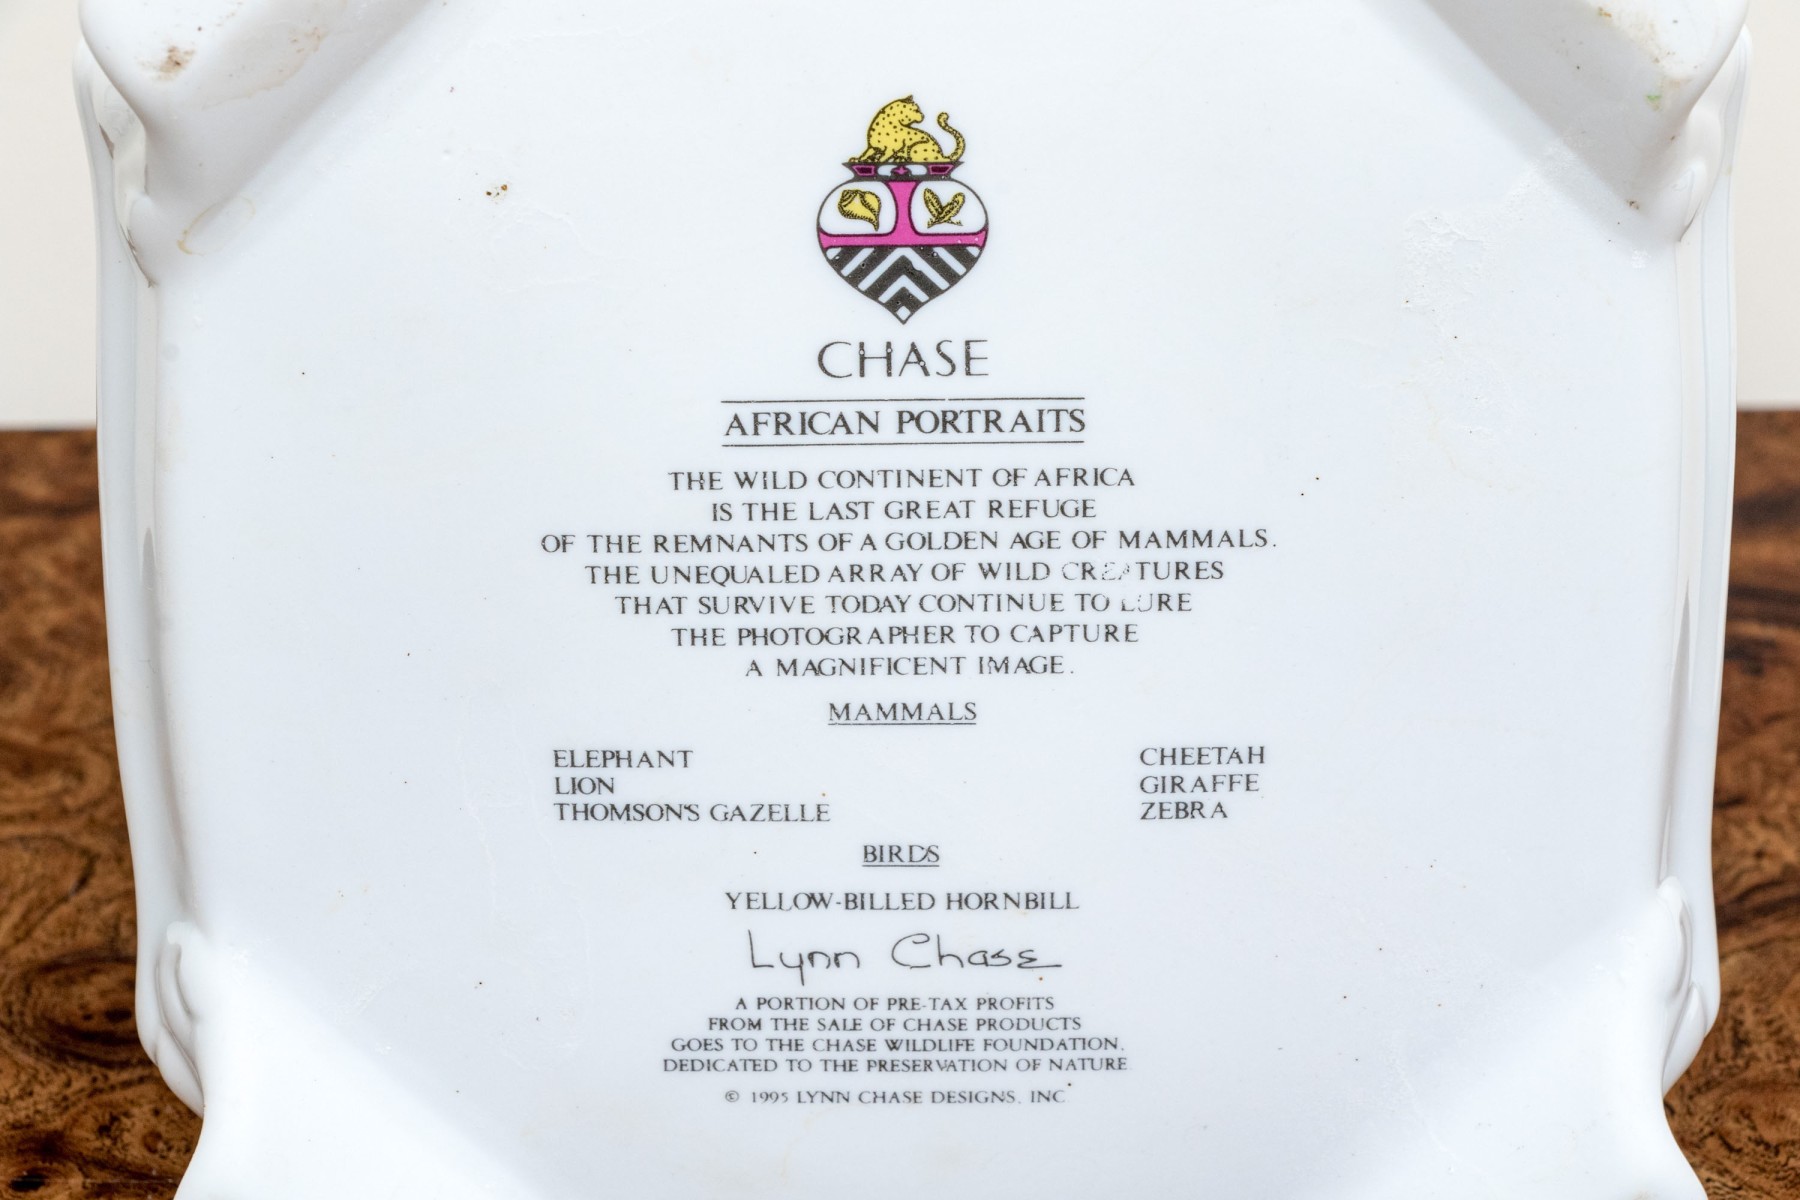 CHASE
AFRICAN PORTRAITS
THE WILD CONTINENT OF AFRICA
IS THE LAST GREAT REFUGE
OF THE REMNANTS OF A GOLDEN AGE OF MAMMALS.
THE UNEQUALED ARRAY OF WILD CREATURES
THAT SURVIVE TODAY CONTINUE TO LURE
THE PHOTOGRAPHER TO CAPTURE
A MAGNIFICENT IMAGE.
MAMMALS
ELEPHANT CHEETAH
LION GIRAFFE
THOMSON'S GAZELLE ZEBRA
BIRDS
YELLOW-BILLED HORNBILL
Lynn Chase
A PORTION OF PRE-TAX PROFITS
FROM THE SALE OF CHASE PRODUCTS
GOES TO THE CHASE WILDLIFE FOUNDATION,
DEDICATED TO THE PRESERVATION OF NATURE
© 1995 LYNN CHASE DESIGNS, INC